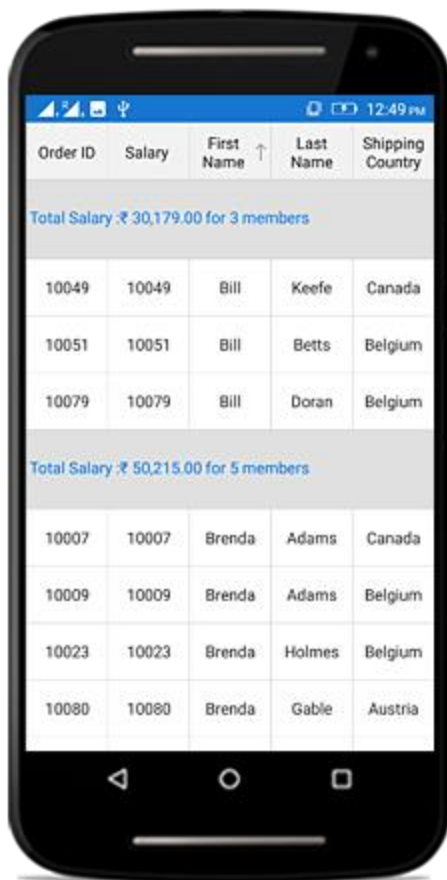 12:49 PM
Order ID Salary First Name ↑ Last Name Shipping Country
Total Salary :₹ 30,179.00 for 3 members
10049 10049 Bill Keefe Canada
10051 10051 Bill Betts Belgium
10079 10079 Bill Doran Belgium
Total Salary :₹ 50,215.00 for 5 members
10007 10007 Brenda Adams Canada
10009 10009 Brenda Adams Belgium
10023 10023 Brenda Holmes Belgium
10080 10080 Brenda Gable Austria